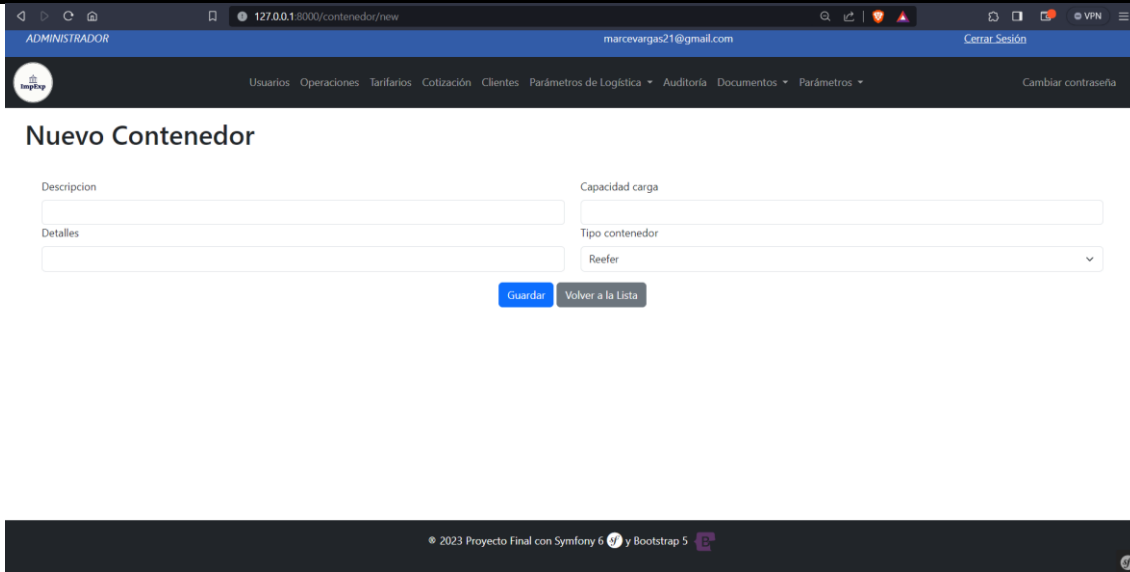 127.0.0.1:8000/contenedor/new VPN
ADMINISTRADOR marcevargas21@gmail.com Cerrar Sesión
ImpExp Usuarios Operaciones Tarifarios Cotización Clientes Parámetros de Logística Auditoría Documentos Parámetros Cambiar contraseña
Nuevo Contenedor
Descripcion Capacidad carga
Detalles Tipo contenedor
Reefer
Guardar Volver a la Lista
® 2023 Proyecto Final con Symfony 6 sf y Bootstrap 5 B
sf